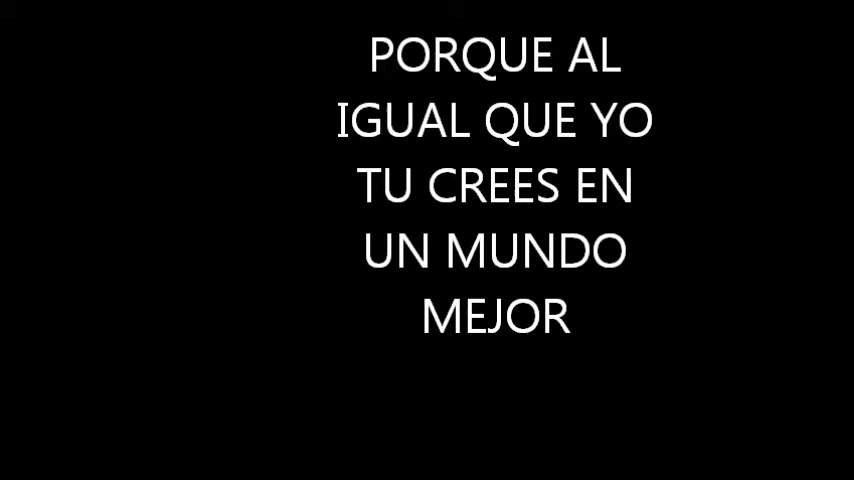 PORQUE AL
IGUAL QUE YO
TU CREES EN
UN MUNDO
MEJOR